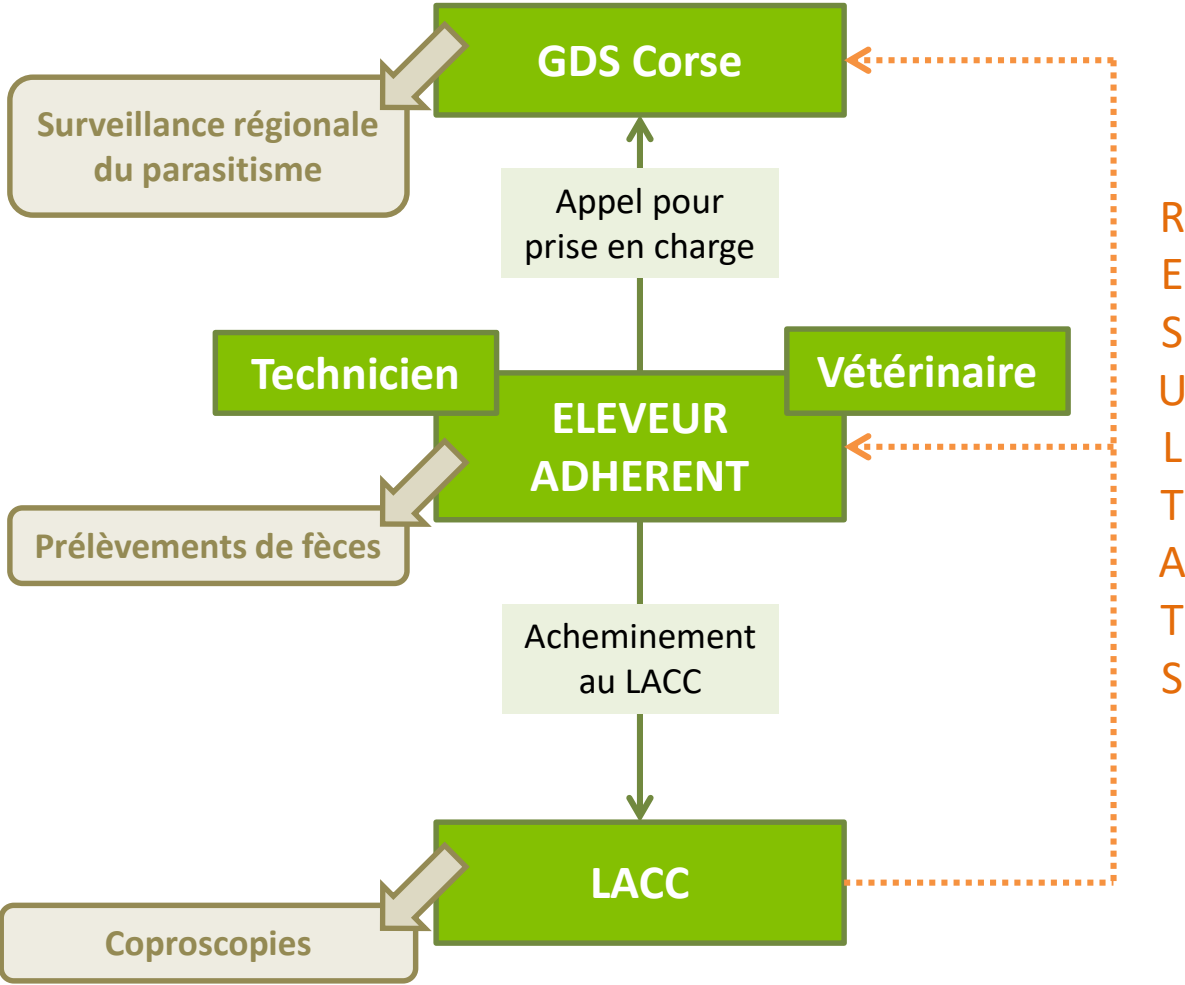 GDS Corse
Surveillance régionale
du parasitisme
Appel pour
prise en charge
Technicien
Vétérinaire
ELEVEUR
ADHERENT
Prélèvements de fèces
Acheminement
au LACC
LACC
Coproscopies
R
E
S
U
L
T
A
T
S